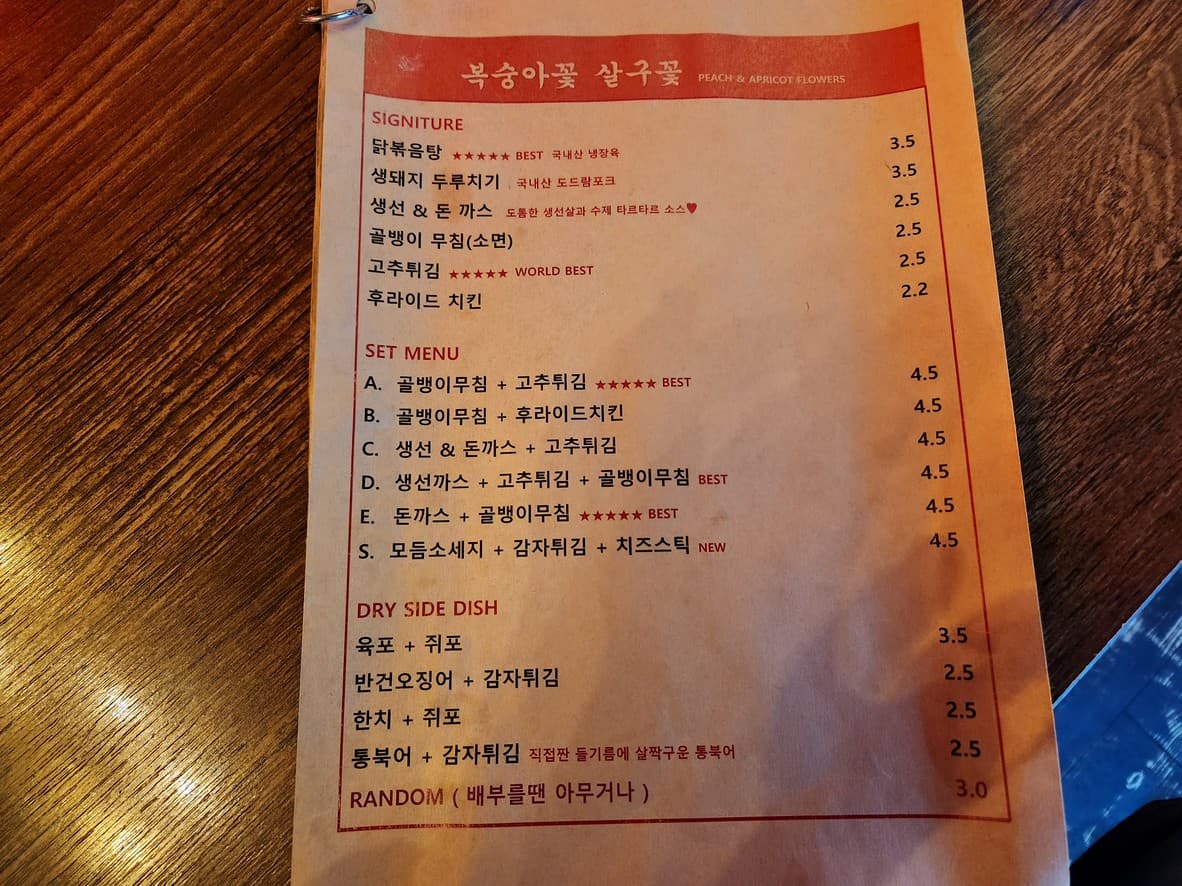 복숭아꽃 살구꽃 PEACH & APRICOT FLOWERS
SIGNITURE
닭볶음탕 ★★★★★ BEST 국내산 냉장육 3.5
생돼지 두루치기 국내산 도드람포크 3.5
생선 & 돈 까스 도톰한 생선살과 수제 타르타르 소스♥ 2.5
골뱅이 무침(소면) 2.5
고추튀김 ★★★★★ WORLD BEST 2.5
후라이드 치킨 2.2
SET MENU
A. 골뱅이무침 + 고추튀김 ★★★★★ BEST 4.5
B. 골뱅이무침 + 후라이드치킨 4.5
C. 생선 & 돈까스 + 고추튀김 4.5
D. 생선까스 + 고추튀김 + 골뱅이무침 BEST 4.5
E. 돈까스 + 골뱅이무침 ★★★★★ BEST 4.5
S. 모듬소세지 + 감자튀김 + 치즈스틱 NEW 4.5
DRY SIDE DISH
육포 + 쥐포 3.5
반건오징어 + 감자튀김 2.5
한치 + 쥐포 2.5
통북어 + 감자튀김 직접짠 들기름에 살짝구운 통북어 2.5
RANDOM ( 배부를땐 아무거나 ) 3.0